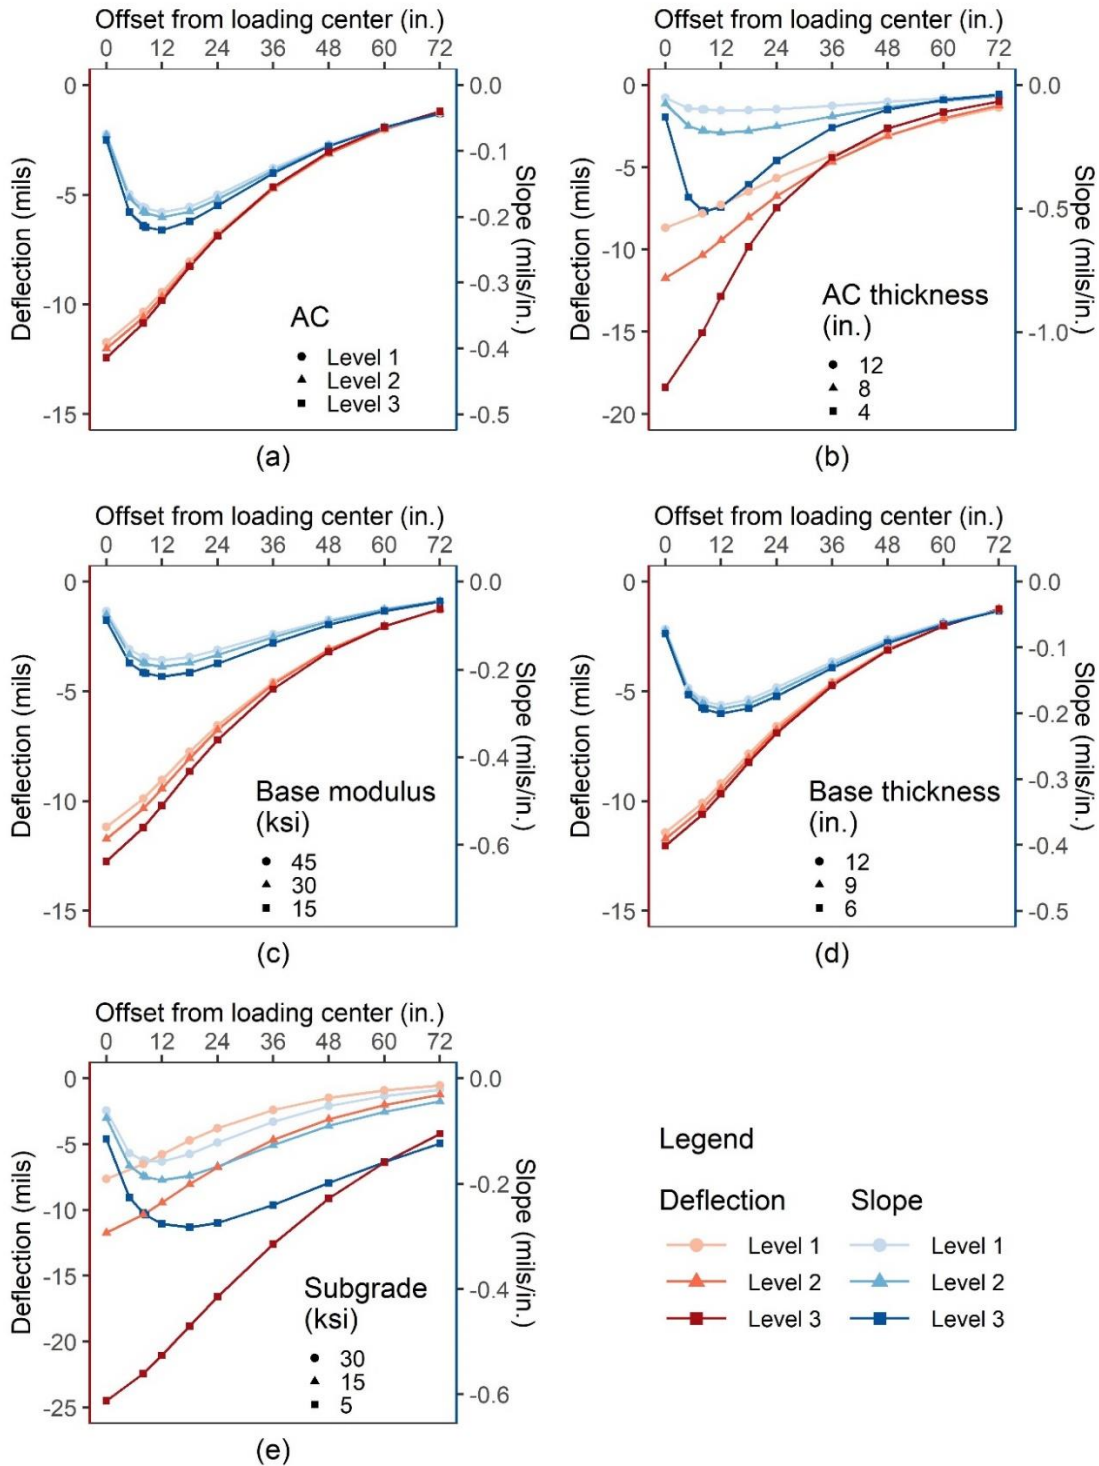 Offset from loading center (in.)
0 12 24 36 48 60 72
Deflection (mils)
0
-5
-10
-15
Slope (mils/in.)
0.0
-0.1
-0.2
-0.3
-0.4
-0.5
AC
Level 1
Level 2
Level 3
(a)
Offset from loading center (in.)
0 12 24 36 48 60 72
Deflection (mils)
0
-5
-10
-15
-20
Slope (mils/in.)
0.0
-0.5
-1.0
AC thickness
(in.)
12
8
4
(b)
Offset from loading center (in.)
0 12 24 36 48 60 72
Deflection (mils)
0
-5
-10
-15
Slope (mils/in.)
0.0
-0.2
-0.4
-0.6
Base modulus
(ksi)
45
30
15
(c)
Offset from loading center (in.)
0 12 24 36 48 60 72
Deflection (mils)
0
-5
-10
-15
Slope (mils/in.)
0.0
-0.1
-0.2
-0.3
-0.4
-0.5
Base thickness
(in.)
12
9
6
(d)
Offset from loading center (in.)
0 12 24 36 48 60 72
Deflection (mils)
0
-5
-10
-15
-20
-25
Slope (mils/in.)
0.0
-0.2
-0.4
-0.6
Subgrade
(ksi)
30
15
5
(e)
Legend
Deflection Slope
Level 1 Level 1
Level 2 Level 2
Level 3 Level 3